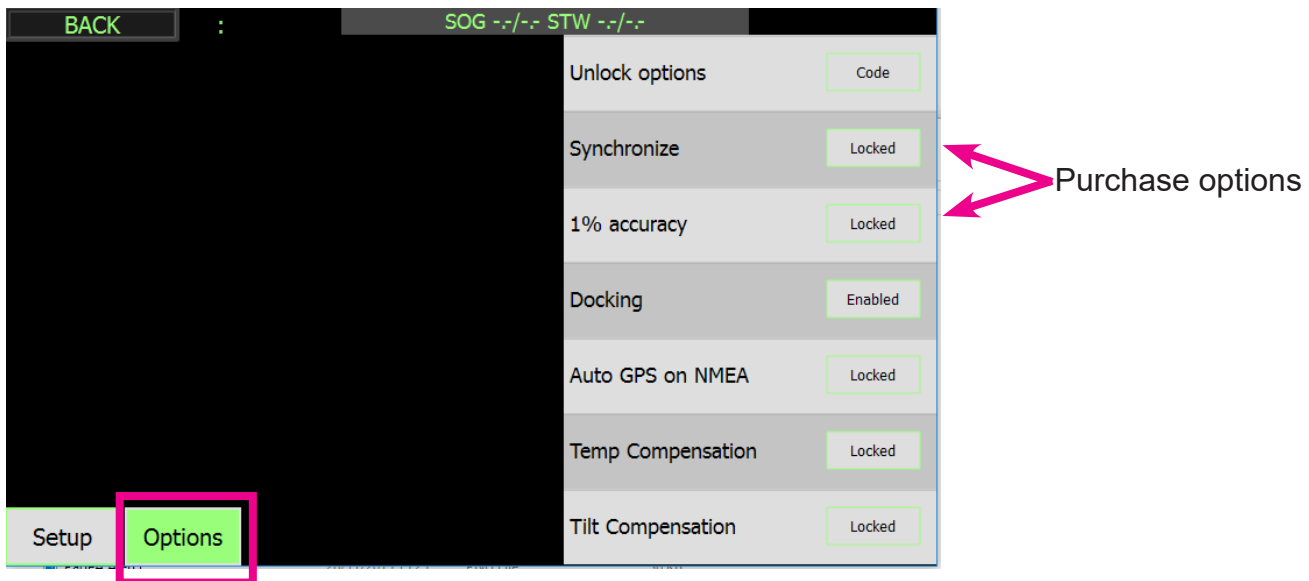 BACK : SOG -.-/-.- STW -.-/-.-
Unlock options Code
Synchronize Locked
Purchase options
1% accuracy Locked
Docking Enabled
Auto GPS on NMEA Locked
Temp Compensation Locked
Tilt Compensation Locked
Setup Options